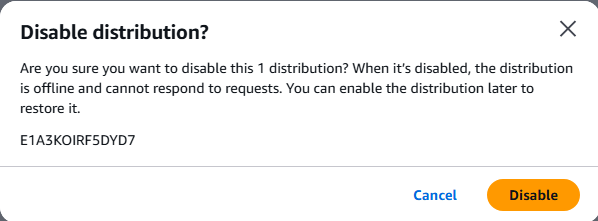 Disable distribution?
Are you sure you want to disable this 1 distribution? When it's disabled, the distribution
is offline and cannot respond to requests. You can enable the distribution later to
restore it.
E1A3KOIRF5DYD7
Cancel
Disable